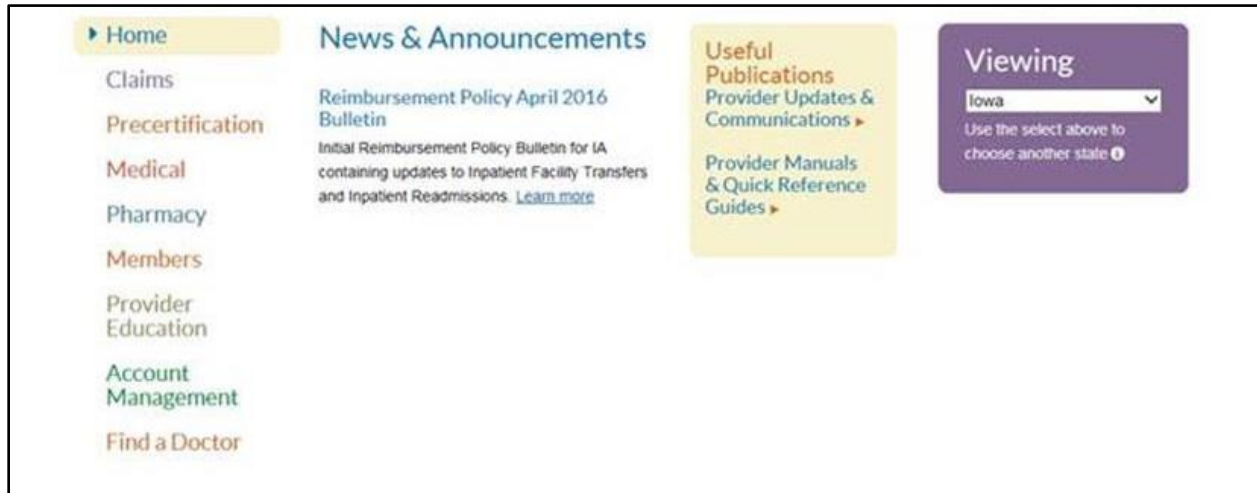 Home
Claims
Precertification
Medical
Pharmacy
Members
Provider
Education
Account
Management
Find a Doctor
News & Announcements
Reimbursement Policy April 2016
Bulletin
Initial Reimbursement Policy Bulletin for IA
containing updates to Inpatient Facility Transfers
and Inpatient Readmissions. Learn more
Useful
Publications
Provider Updates &
Communications
Provider Manuals
& Quick Reference
Guides
Viewing
Iowa
Use the select above to
choose another state